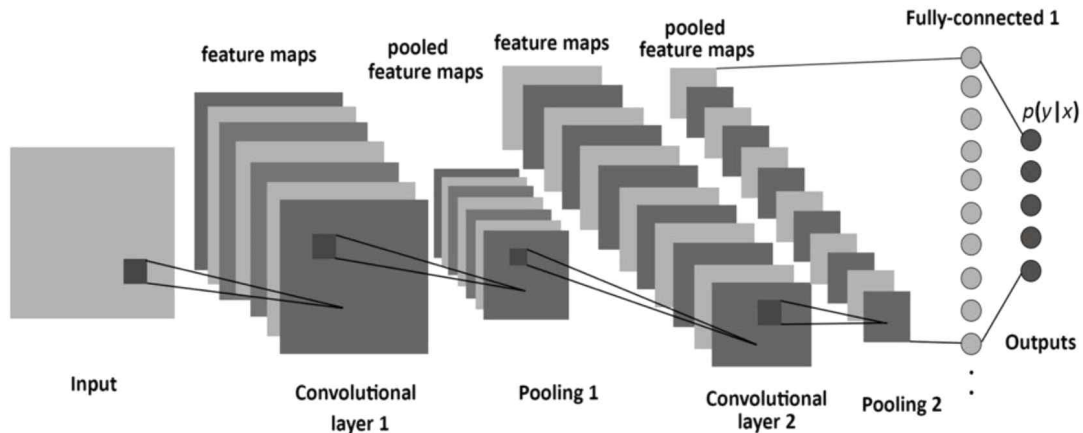 Fully-connected 1
feature maps
pooled
feature maps
feature maps
pooled
feature maps
p(y|x)
Input
Convolutional
layer 1
Pooling 1
Convolutional
layer 2
Pooling 2
Outputs